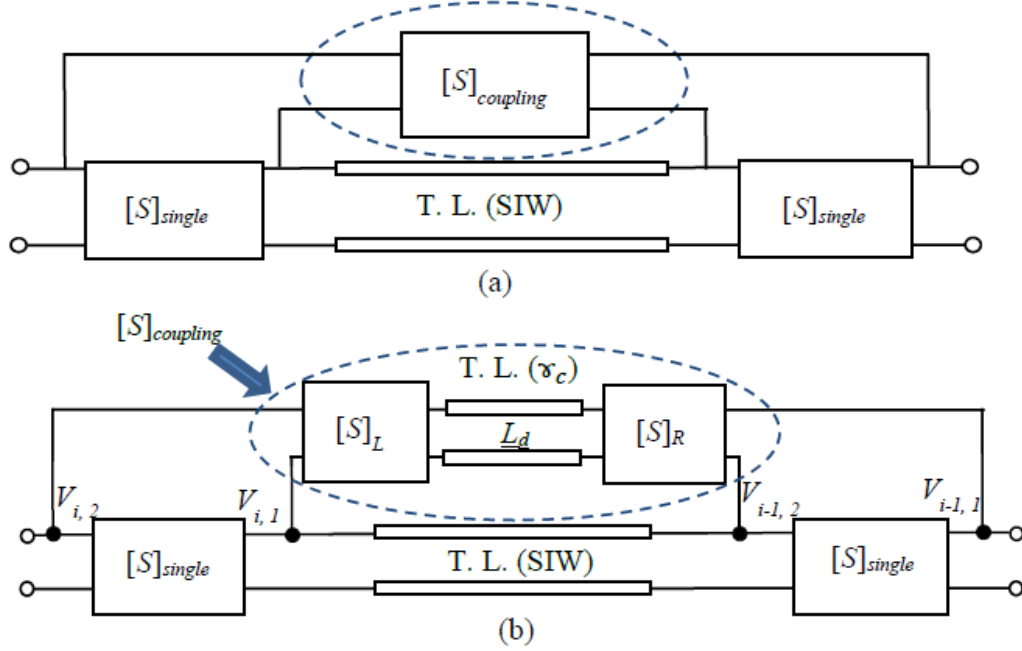 [S]coupling
[S]single
T. L. (SIW)
[S]single
(a)
[S]coupling
T. L. (ɤc)
[S]L
Ld
[S]R
Vi, 2
Vi, 1
Vi-1, 2
Vi-1, 1
[S]single
T. L. (SIW)
[S]single
(b)